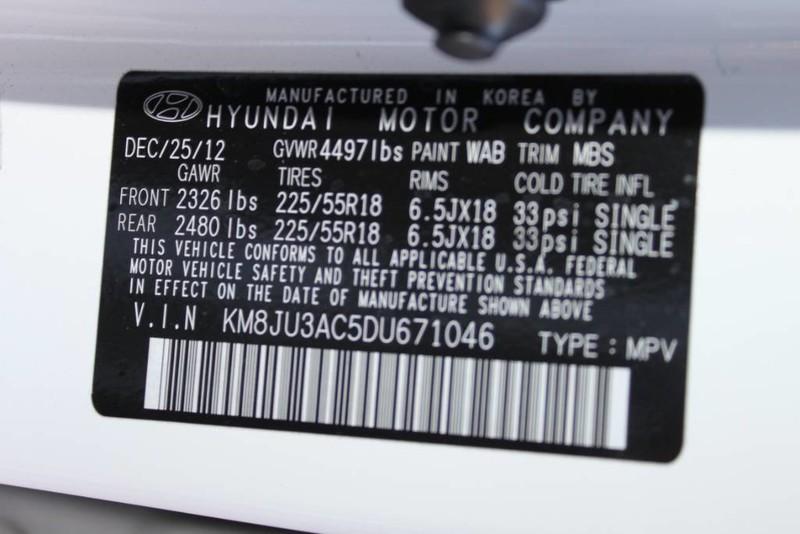 MANUFACTURED IN KOREA BY
HYUNDAI MOTOR COMPANY
DEC/25/12 GVWR 4497lbs PAINT WAB TRIM MBS
GAWR TIRES RIMS COLD TIRE INFL
FRONT 2326 lbs 225/55R18 6.5JX18 33psi SINGLE
REAR 2480 lbs 225/55R18 6.5JX18 33psi SINGLE
THIS VEHICLE CONFORMS TO ALL APPLICABLE U.S.A. FEDERAL
MOTOR VEHICLE SAFETY AND THEFT PREVENTION STANDARDS
IN EFFECT ON THE DATE OF MANUFACTURE SHOWN ABOVE
V.I.N KM8JU3AC5DU671046 TYPE : MPV